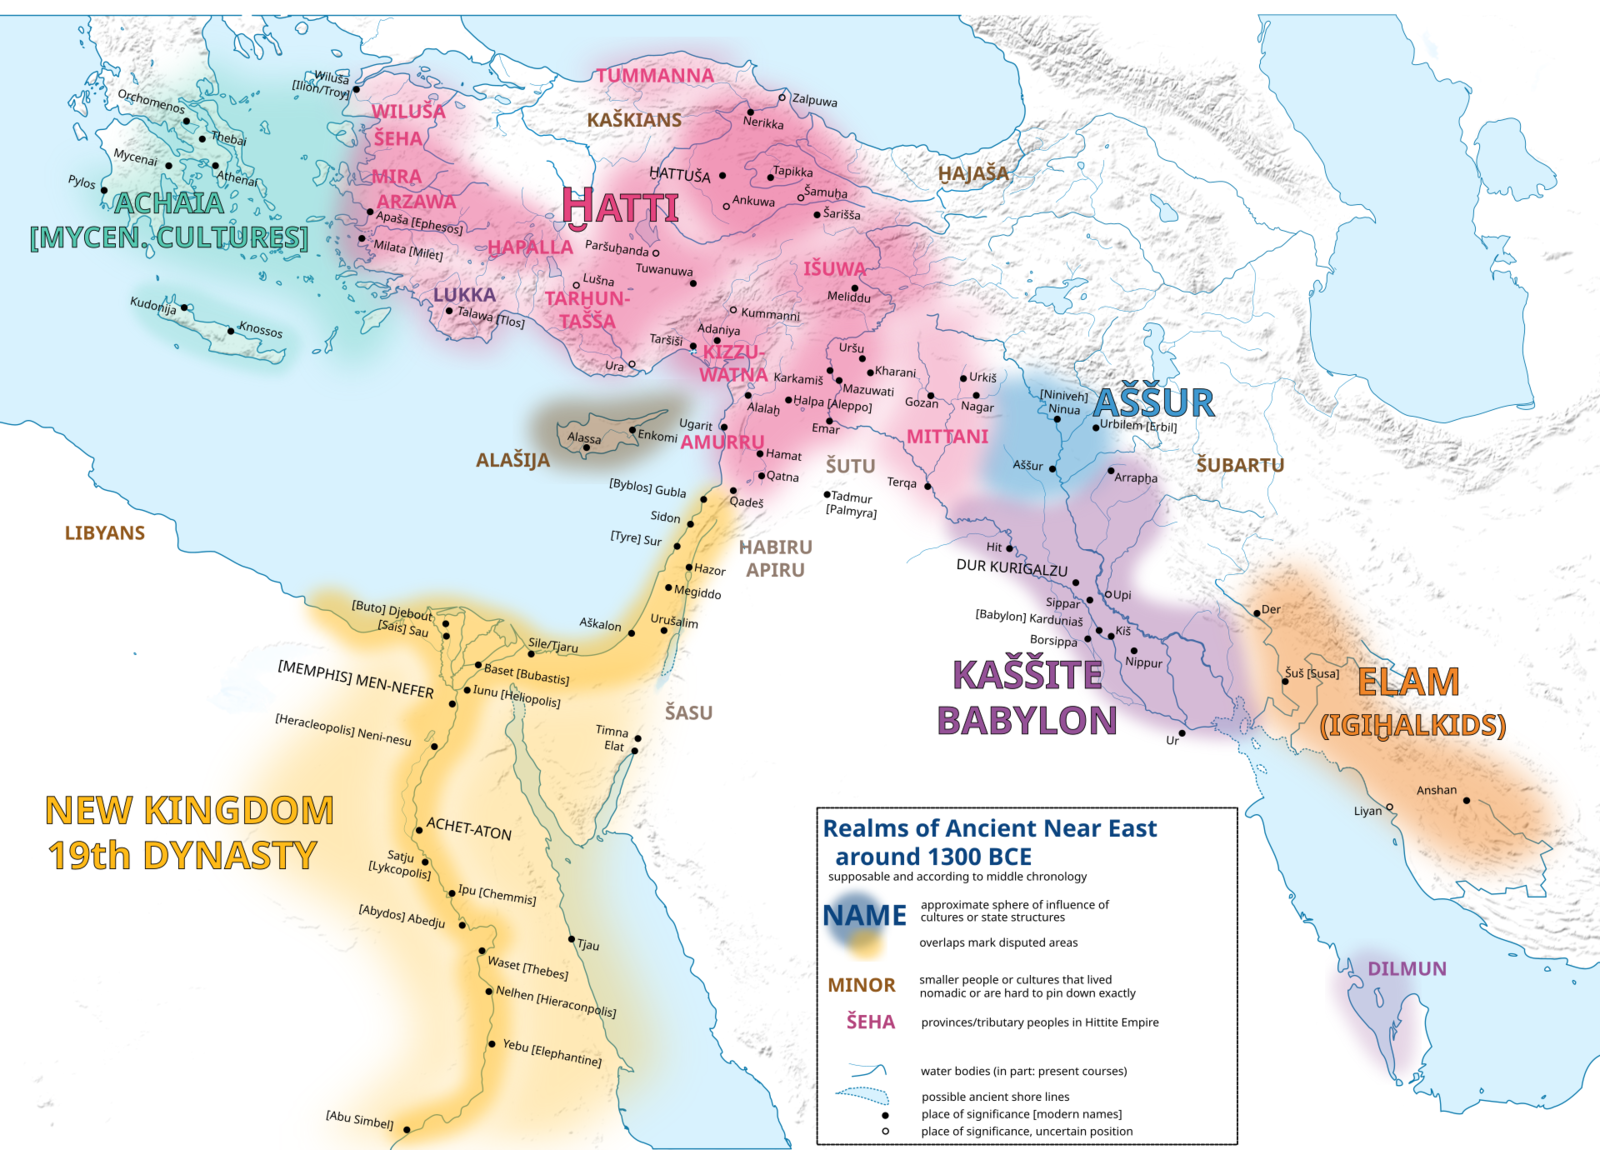 TUMMANNA
Wiluša
[Ilion/Troy]
Zalpuwa
Orchomenos
WILUŠA
KAŠKIANS
Nerikka
Thebai
ŠEHA
Mycenai
Athenai
MIRA
ḪATTUŠA
Tapikka
ḪAJAŠA
Pylos
ACHAIA
[MYCEN. CULTURES]
ARZAWA
ḪATTI
Ankuwa
Šamuḫa
Šarišša
Apaša [Ephesos]
Milata [Milet]
HAPALLA
Paršuḫanda
Tuwanuwa
IŠUWA
Meliddu
Lušna
LUKKA
Talawa [Tlos]
TARḪUN-
TAŠŠA
Kummanni
Kudonija
Knossos
Adaniya
Taršiši
KIZZU-
WATNA
Ura
Uršu
Kharani
Karkamiš
Mazuwati
Urkiš
Gozan
Nagar
Alalaḫ
Ḫalpa [Aleppo]
Emar
[Niniveh]
Ninua
AŠŠUR
Urbilem [Erbil]
Alassa
Enkomi
Ugarit
AMURRU
MITTANI
ALAŠIJA
Hamat
Qatna
ŠUTU
Aššur
Arrapḫa
ŠUBARTU
Terqa
[Byblos] Gubla
Qadeš
Tadmur
[Palmyra]
Sidon
LIBYANS
[Tyre] Sur
HABIRU
APIRU
Hazor
Megiddo
Hit
DUR KURIGALZU
Sippar
Upi
[Buto] Djebout
[Sais] Sau
Aškalon
Urušalim
[Babylon] Karduniaš
Kiš
Borsippa
Nippur
Der
Sile/Tjaru
Baset [Bubastis]
[MEMPHIS] MEN-NEFER
Iunu [Heliopolis]
KAŠŠITE
BABYLON
Šuš [Susa]
ELAM
(IGIḪALKIDS)
ŠASU
[Heracleopolis] Neni-nesu
Timna
Elat
Ur
NEW KINGDOM
19th DYNASTY
Anshan
Liyan
ACHET-ATON
Satju
[Lykcopolis]
Ipu [Chemmis]
[Abydos] Abedju
Tjau
Waset [Thebes]
Nelhen [Hieraconpolis]
Yebu [Elephantine]
[Abu Simbel]
DILMUN
Realms of Ancient Near East
around 1300 BCE
supposable and according to middle chronology
NAME
approximate sphere of influence of
cultures or state structures
overlaps mark disputed areas
MINOR
smaller people or cultures that lived
nomadic or are hard to pin down exactly
ŠEHA
provinces/tributary peoples in Hittite Empire
water bodies (in part: present courses)
possible ancient shore lines
place of significance [modern names]
place of significance, uncertain position